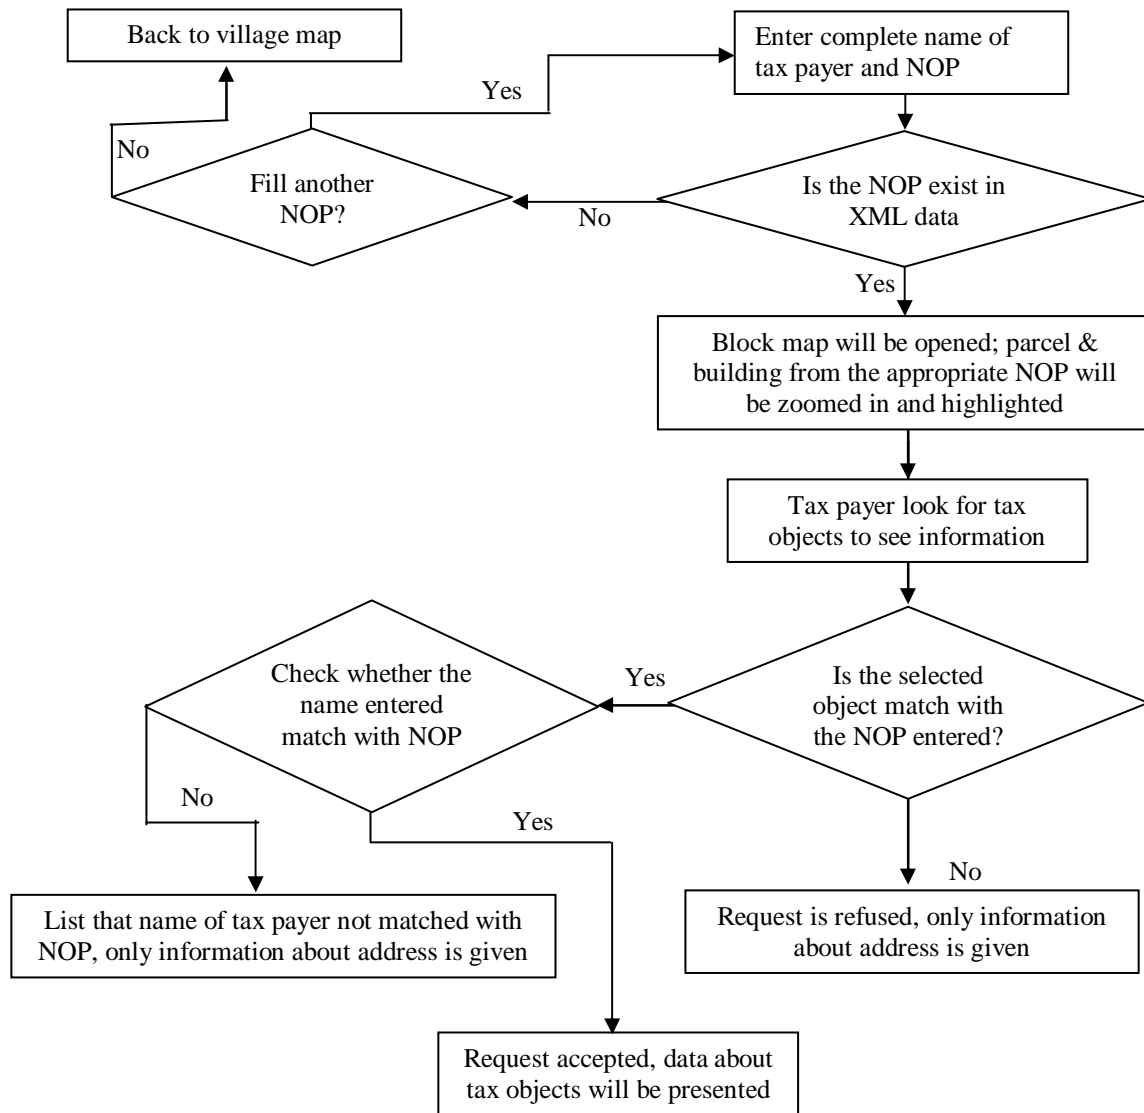 Back to village map
Enter complete name of
tax payer and NOP
Yes
No
Fill another
NOP?
Is the NOP exist in
XML data
No
Yes
Block map will be opened; parcel &
building from the appropriate NOP will
be zoomed in and highlighted
Tax payer look for tax
objects to see information
Check whether the
name entered
match with NOP
Yes
Is the selected
object match with
the NOP entered?
No
Yes
No
List that name of tax payer not matched with
NOP, only information about address is given
Request is refused, only information
about address is given
Request accepted, data about
tax objects will be presented